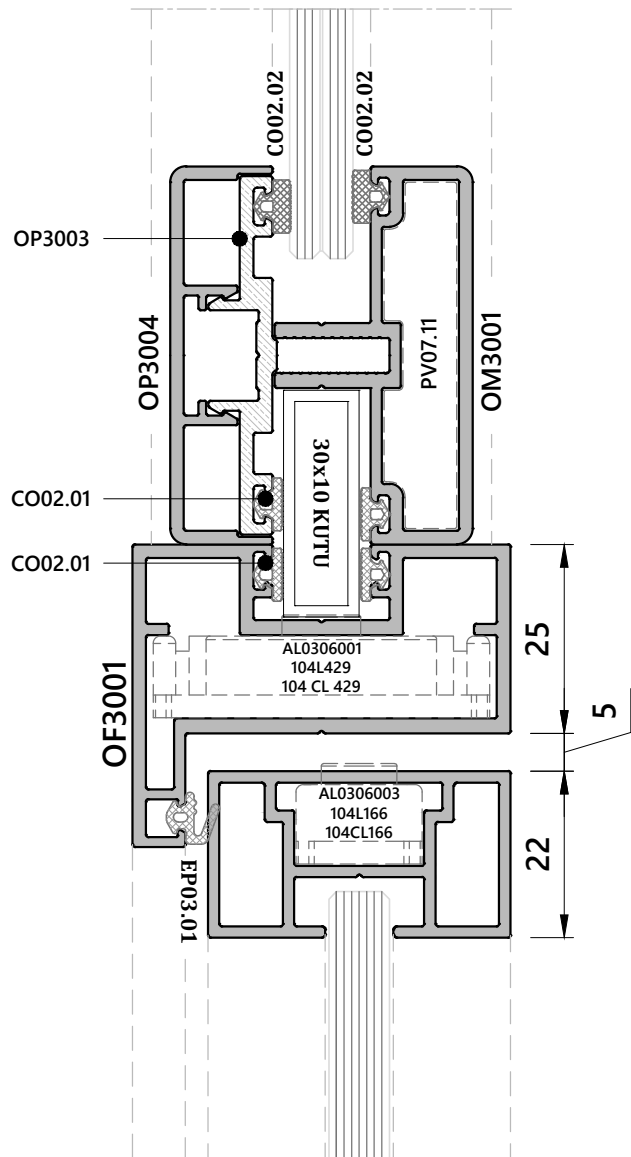 CO02.02
CO02.02
OP3003
OP3004
PV07.11
OM3001
CO02.01
30x10 KUTU
CO02.01
AL0306001
104L429
104 CL 429
25
OF3001
5
AL0306003
104L166
104CL166
22
EP03.01